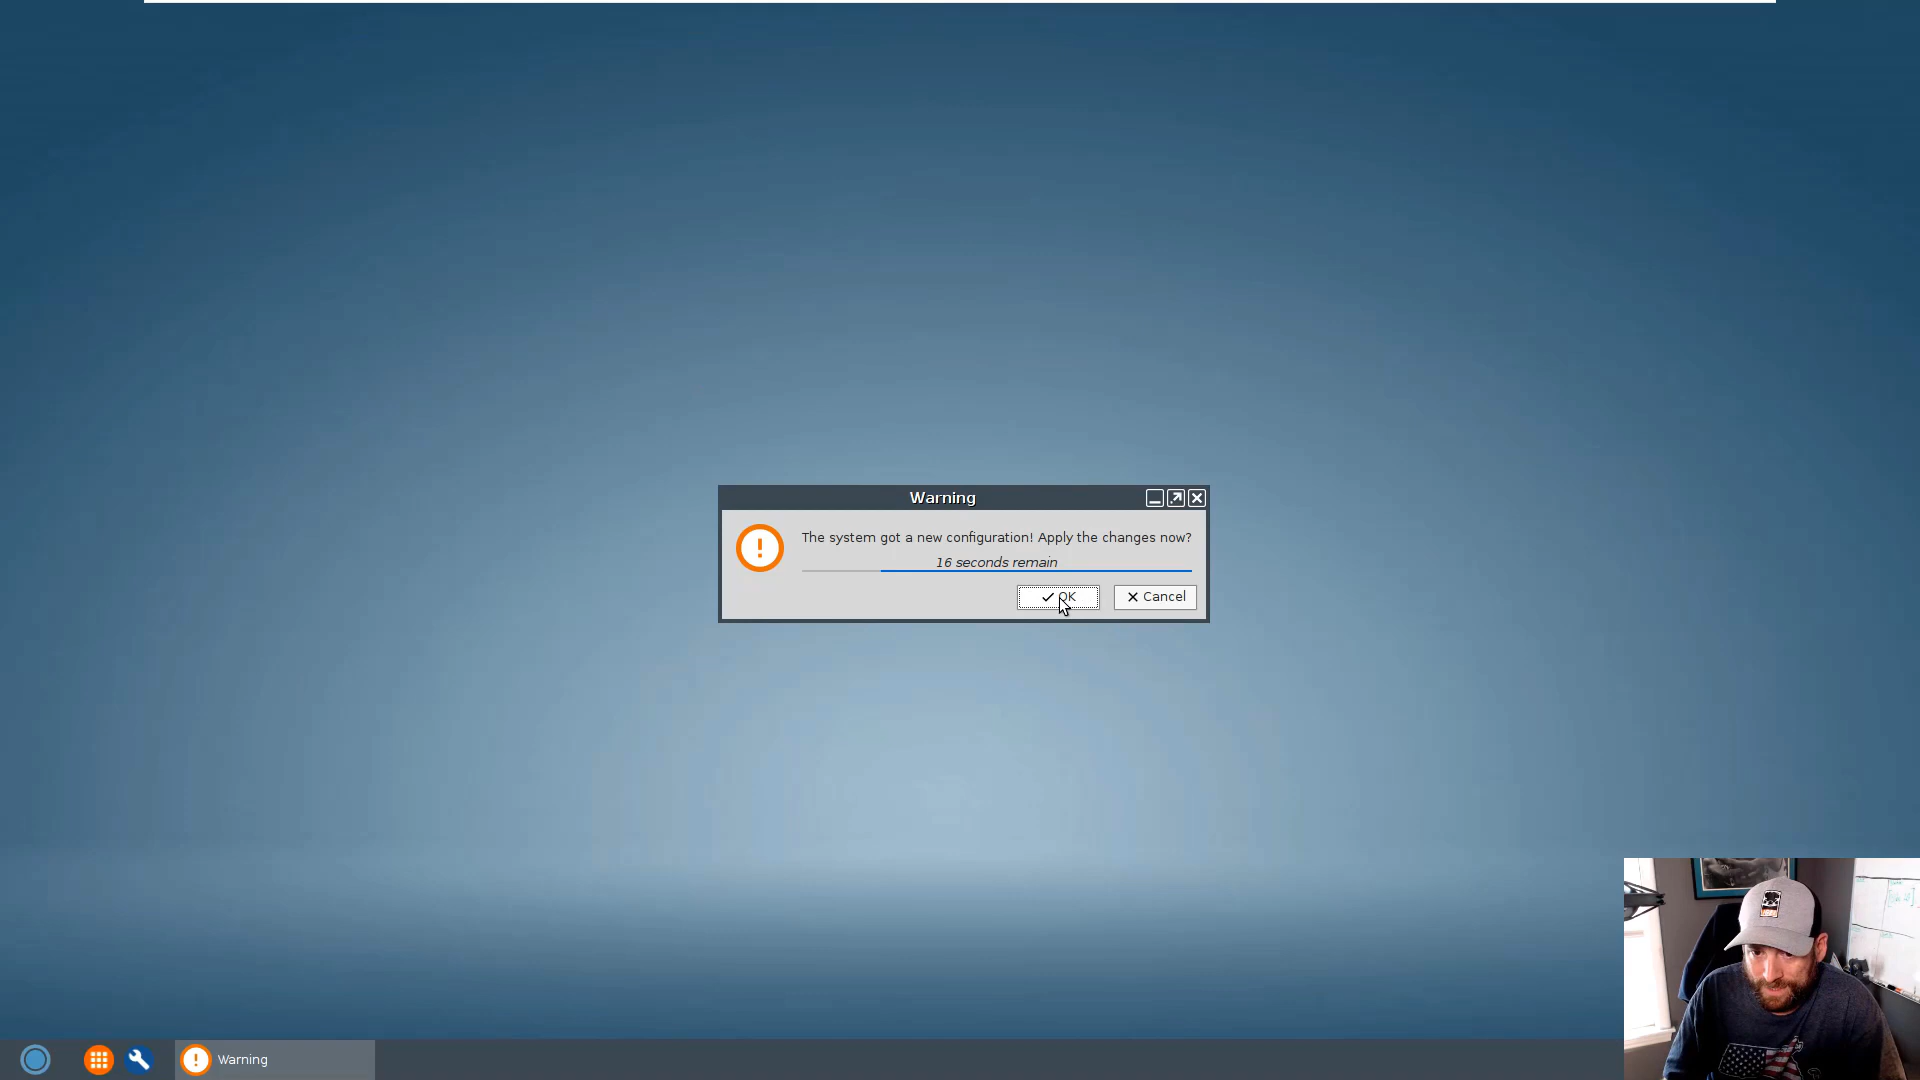 Warning
The system got a new configuration! Apply the changes now?
16 seconds remain
OK
Cancel
Warning